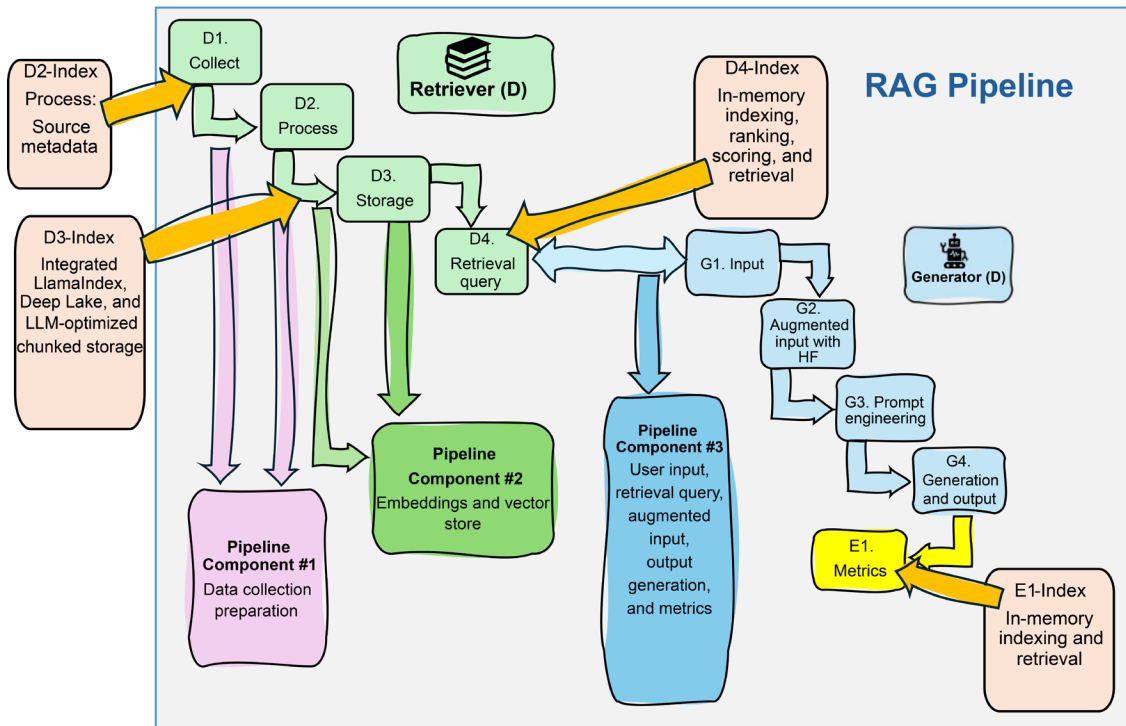 RAG Pipeline
D1.
Collect
Retriever (D)
D2-Index
Process:
Source
metadata
D2.
Process
D4-Index
In-memory
indexing,
ranking,
scoring, and
retrieval
D3.
Storage
D3-Index
Integrated
LlamaIndex,
Deep Lake, and
LLM-optimized
chunked storage
D4.
Retrieval
query
G1. Input
Generator (D)
G2.
Augmented
input with
HF
G3. Prompt
engineering
G4.
Generation
and output
Pipeline
Component #1
Data collection
preparation
Pipeline
Component #2
Embeddings and vector
store
Pipeline
Component #3
User input,
retrieval query,
augmented
input,
output
generation,
and metrics
E1.
Metrics
E1-Index
In-memory
indexing and
retrieval